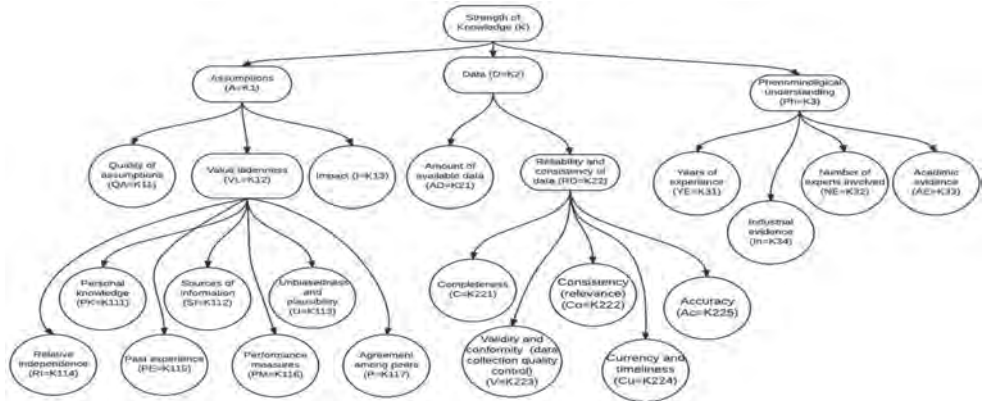 Strength of
Knowledge (K)
Assumptions
(A=K1)
Data (D=K2)
Phenominoligical
understanding
(Ph=K3)
Quality of
assumptions
(QA=K11)
Value ladenness
(VL=K12)
Impact (I=K13)
Amount of
available data
(AD=K21)
Reliability and
consistency of
data (RD=K22)
Years of
experience
(YE=K31)
Number of
experts involved
(NE=K32)
Academic
evidence
(AE=K33)
Industrial
evidence
(In=K34)
Personal
knowledge
(PK=K111)
Sources of
information
(SI=K112)
Unbiasedness
and
plausibility
(U=K113)
Completeness
(C=K221)
Consistency
(relevance)
(Co=K222)
Accuracy
(Ac=K225)
Relative
independence
(RI=K114)
Past experience
(PE=K115)
Performance
measures
(PM=K116)
Agreement
among peers
(P=K117)
Validity and
conformity (data
collection quality
control)
(V=K223)
Currency and
timeliness
(Cu=K224)